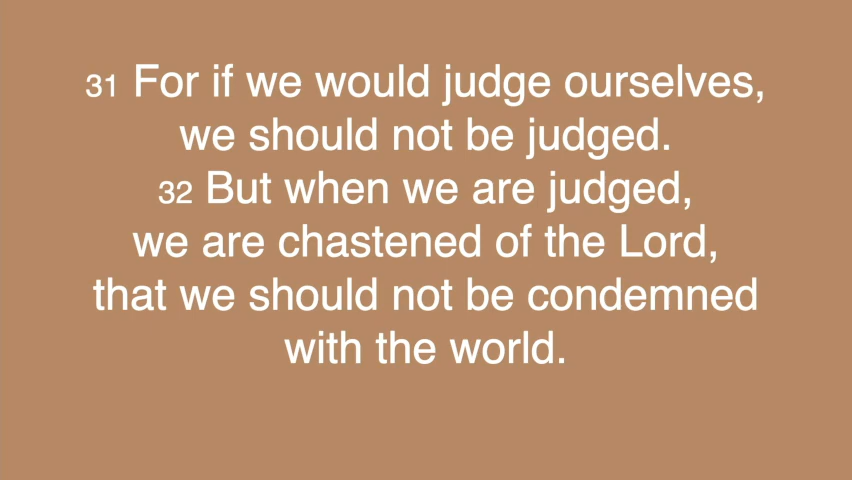 31 For if we would judge ourselves,
we should not be judged.
32 But when we are judged,
we are chastened of the Lord,
that we should not be condemned
with the world.